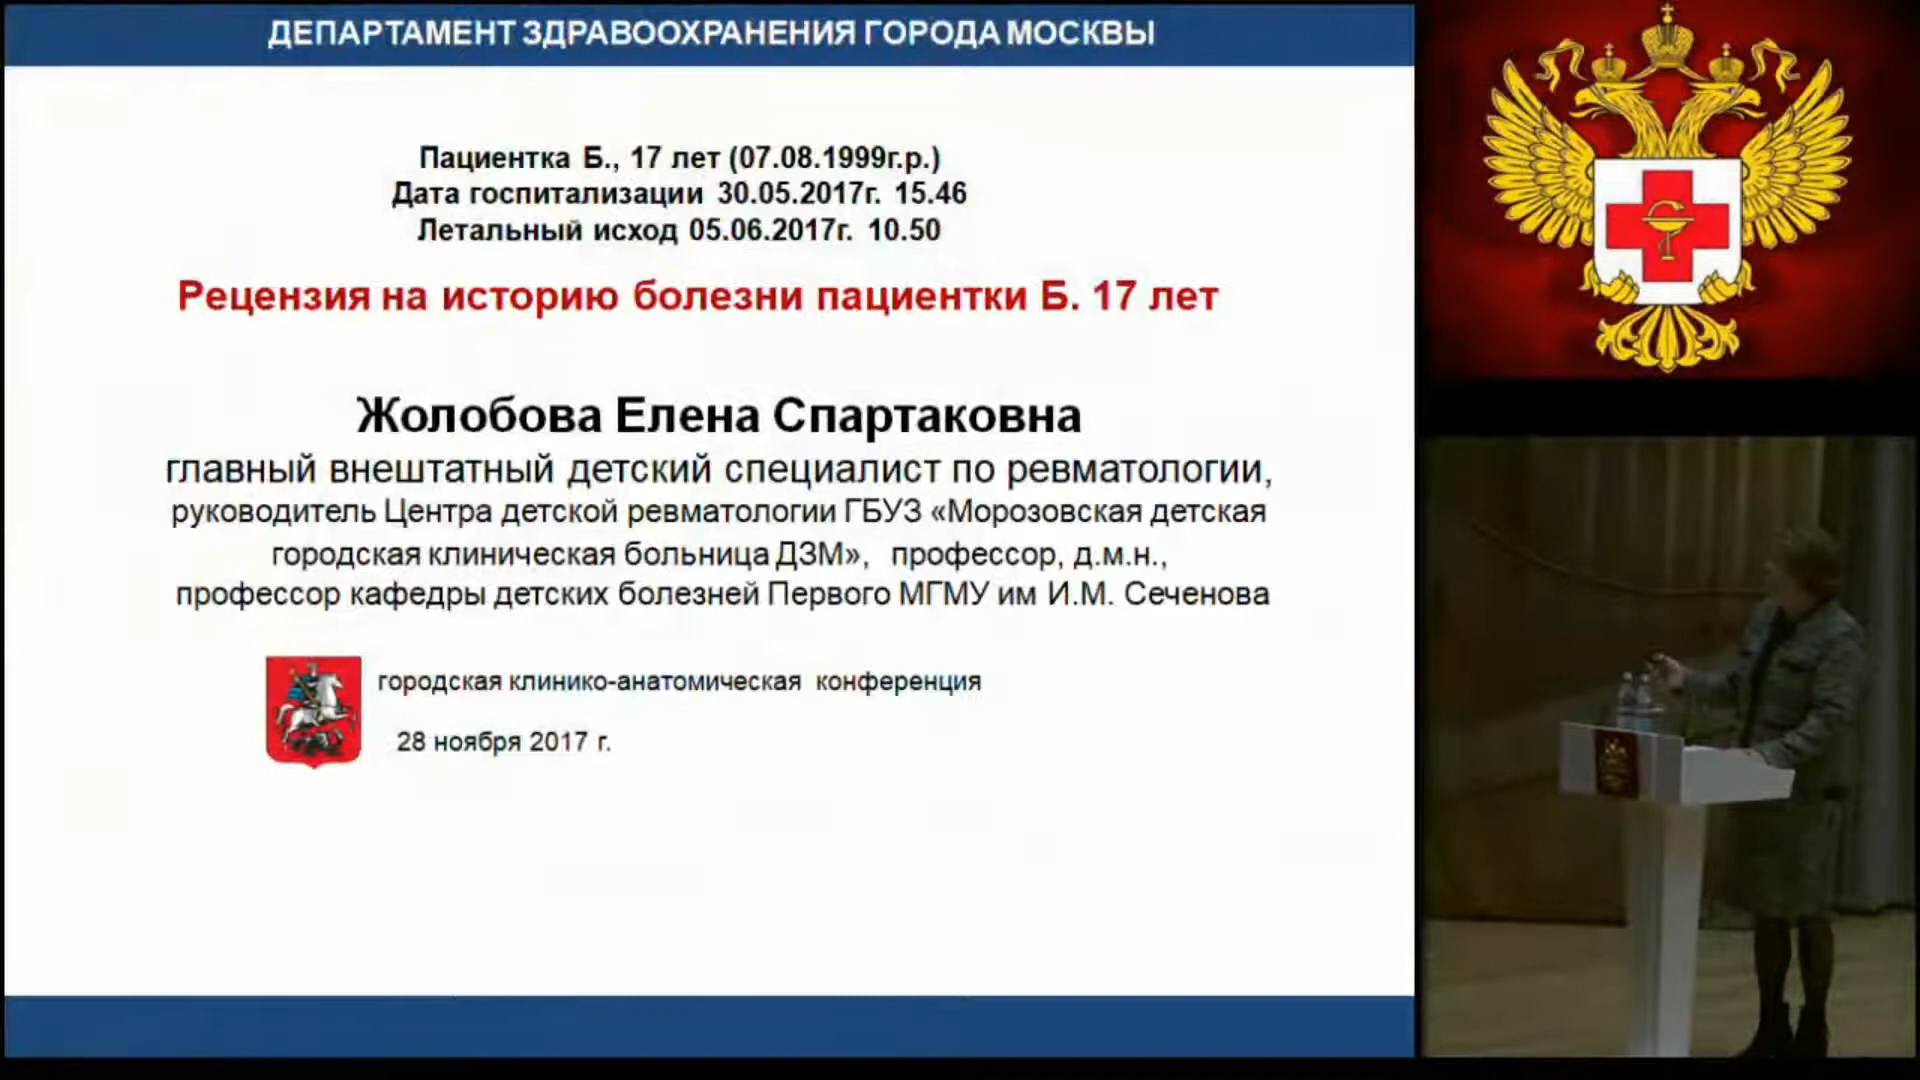 ДЕПАРТАМЕНТ ЗДРАВООХРАНЕНИЯ ГОРОДА МОСКВЫ
Пациентка Б., 17 лет (07.08.1999г.р.)
Дата госпитализации 30.05.2017г. 15.46
Летальный исход 05.06.2017г. 10.50
Рецензия на историю болезни пациентки Б. 17 лет
Жолобова Елена Спартаковна
главный внештатный детский специалист по ревматологии,
руководитель Центра детской ревматологии ГБУЗ «Морозовская детская
городская клиническая больница ДЗМ», профессор, д.м.н.,
профессор кафедры детских болезней Первого МГМУ им И.М. Сеченова
городская клинико-анатомическая конференция
28 ноября 2017 г.